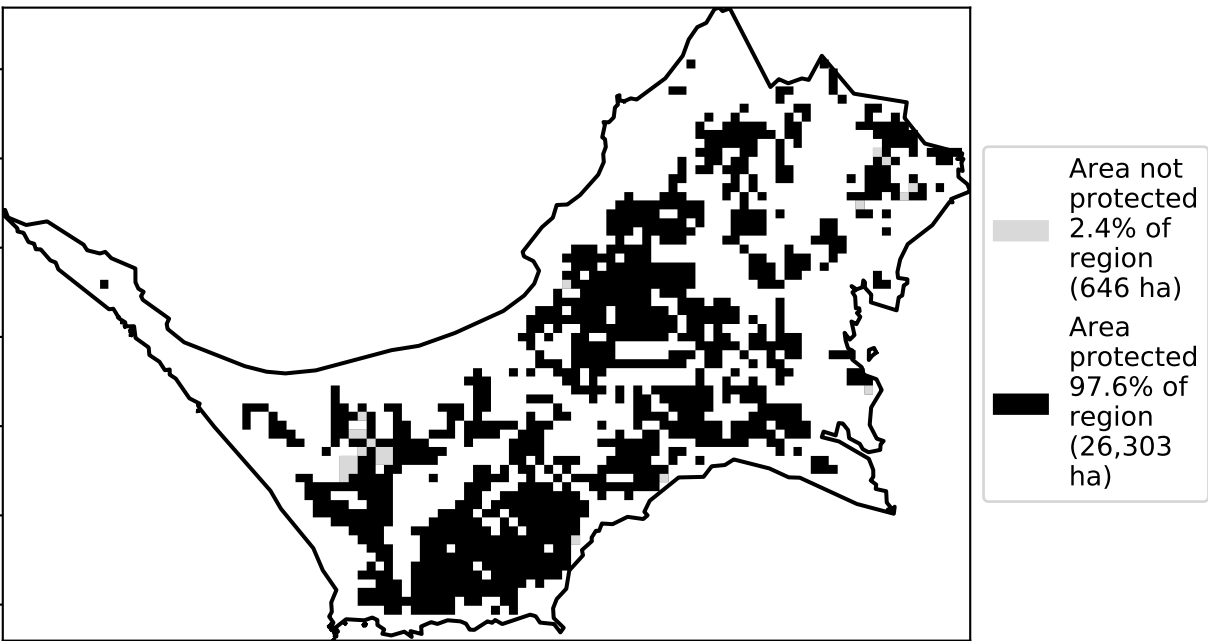 Area not
protected
2.4% of
region
(646 ha)
Area
protected
97.6% of
region
(26,303
ha)